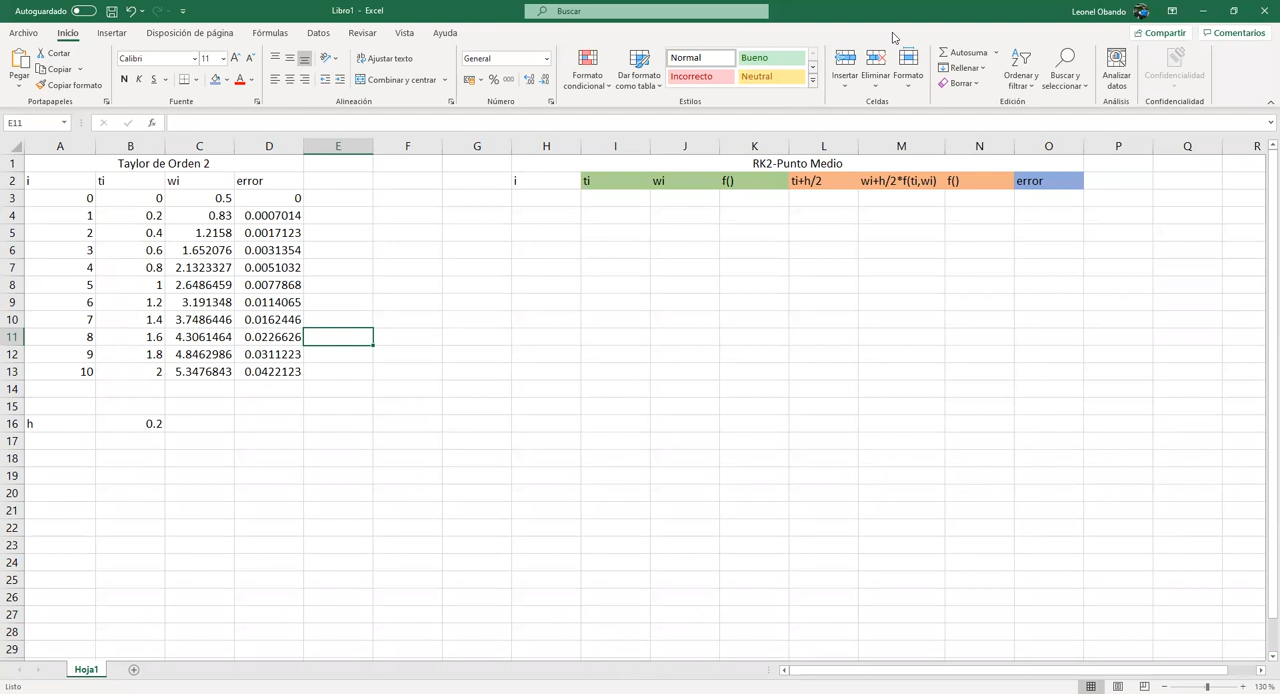 Autoguardado
Libro1 - Excel
Buscar
Leonel Obando
Archivo Inicio Insertar Disposición de página Fórmulas Datos Revisar Vista Ayuda
Compartir Comentarios
Pegar
Cortar
Copiar
Copiar formato
Portapapeles
Calibri 11
N K S
Fuente
Ajustar texto
Combinar y centrar
Alineación
General
% 000
Número
Formato condicional
Dar formato como tabla
Normal Bueno
Incorrecto Neutral
Estilos
Insertar Eliminar Formato
Celdas
Autosuma
Rellenar
Borrar
Ordenar y filtrar
Buscar y seleccionar
Edición
Analizar datos
Análisis
Confidencialidad
Confidencialidad
E11 fx
A B C D E F G H I J K L M N O P Q R
1 Taylor de Orden 2 RK2-Punto Medio
2 i ti wi error i ti wi f() ti+h/2 wi+h/2*f(ti,wi) f() error
3 0 0 0.5 0
4 1 0.2 0.83 0.0007014
5 2 0.4 1.2158 0.0017123
6 3 0.6 1.652076 0.0031354
7 4 0.8 2.1323327 0.0051032
8 5 1 2.6486459 0.0077868
9 6 1.2 3.191348 0.0114065
10 7 1.4 3.7486446 0.0162446
11 8 1.6 4.3061464 0.0226626
12 9 1.8 4.8462986 0.0311223
13 10 2 5.3476843 0.0422123
14
15
16 h 0.2
17
18
19
20
21
22
23
24
25
26
27
28
29
Hoja1
Listo
130 %